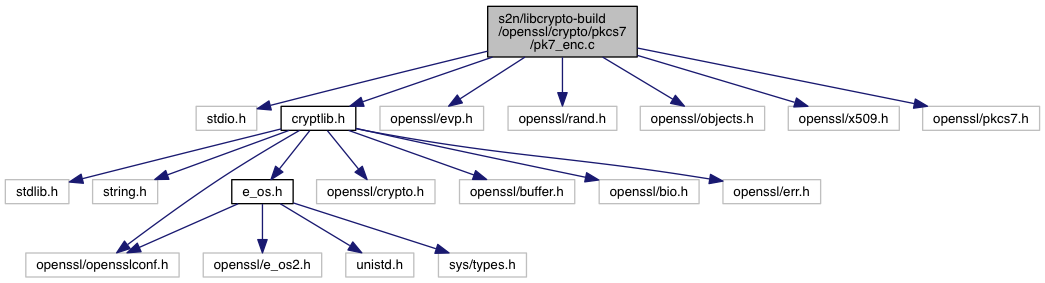 s2n/libcrypto-build
/openssl/crypto/pkcs7
/pk7_enc.c
stdio.h
cryptlib.h
openssl/evp.h
openssl/rand.h
openssl/objects.h
openssl/x509.h
openssl/pkcs7.h
stdlib.h
string.h
e_os.h
openssl/crypto.h
openssl/buffer.h
openssl/bio.h
openssl/err.h
openssl/opensslconf.h
openssl/e_os2.h
unistd.h
sys/types.h